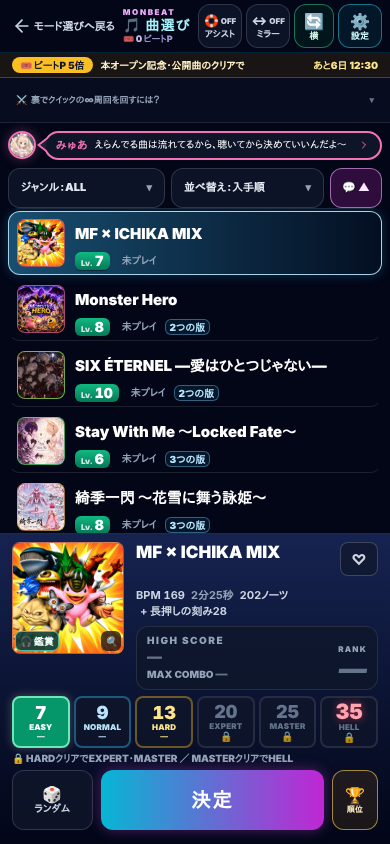 ← モード選びへ戻る
MONBEAT
🎵 曲選び
🎟 0 ビートP
🛟 OFF
アシスト
↔ OFF
ミラー
🔄
横
⚙️
設定
🎟 ビートP 5倍 本オープン記念・公開曲のクリアで あと6日 12:30
⚔️ 裏でクイックの∞周回を回すには? ▼
みゅあ えらんでる曲は流れてるから、聴いてから決めていいんだよ〜 ›
ジャンル:ALL ▼
並べ替え:入手順 ▼
💬▲
MF × ICHIKA MIX
Lv. 7 未プレイ
Monster Hero
Lv. 8 未プレイ 2つの版
SIX ÉTERNEL —愛はひとつじゃない—
Lv. 10 未プレイ 2つの版
Stay With Me 〜Locked Fate〜
Lv. 6 未プレイ 3つの版
綺季一閃 〜花雪に舞う詠姫〜
Lv. 8 未プレイ 3つの版
MF × ICHIKA MIX
♡
BPM 169 2分25秒 202ノーツ
+ 長押しの刻み28
🎧 鑑賞
HIGH SCORE
—
MAX COMBO —
RANK
—
7
EASY
—
9
NORMAL
—
13
HARD
—
20
EXPERT
🔒
25
MASTER
🔒
35
HELL
🔒
🔒 HARDクリアでEXPERT・MASTER ／ MASTERクリアでHELL
🎲
ランダム
決定
🏆
順位